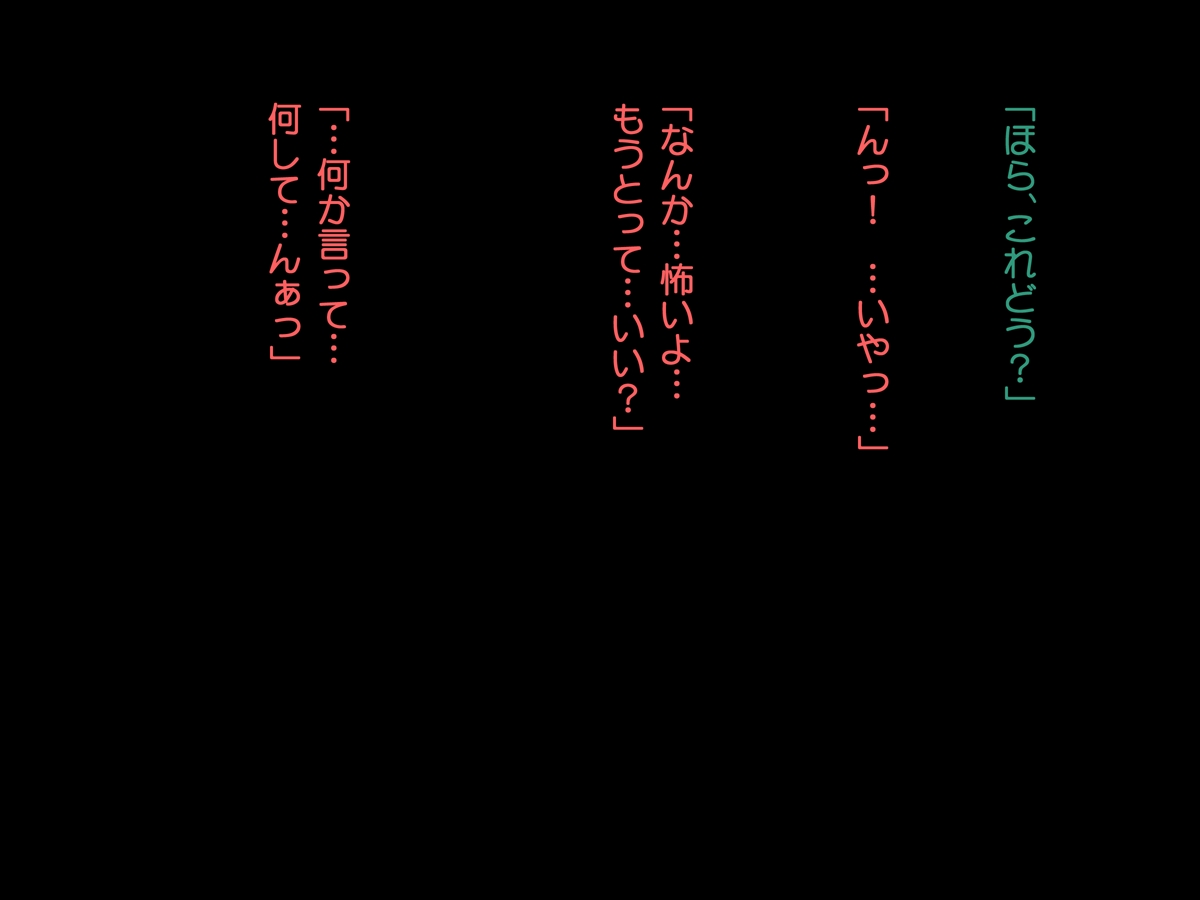 「ほら、これどう？」
「んっ！　…いやっ…」
「なんか…怖いよ…
もうとって…いい？」
「…何か言って…
何して…んぁっ」